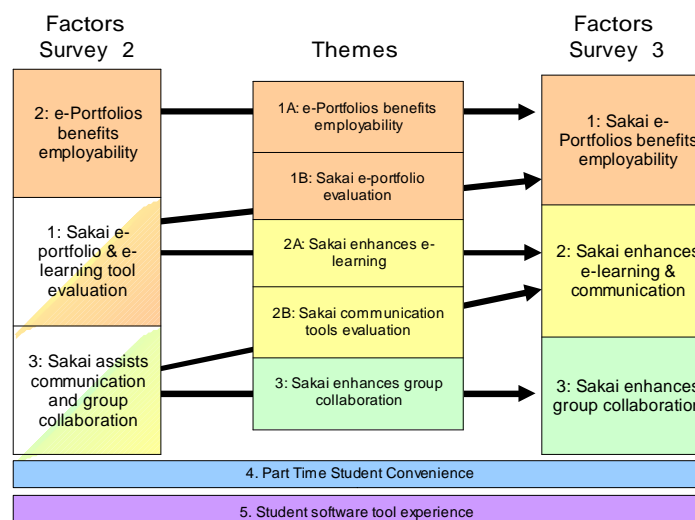 Factors
Survey 2
2: e-Portfolios
benefits
employability
1: Sakai e-
portfolio & e-
learning tool
evaluation
3: Sakai assists
communication
and group
collaboration
Themes
1A: e-Portfolios benefits
employability
1B: Sakai e-portfolio
evaluation
2A: Sakai enhances e-
learning
2B: Sakai communication
tools evaluation
3: Sakai enhances group
collaboration
Factors
Survey 3
1: Sakai e-
Portfolios benefits
employability
2: Sakai enhances
e-learning &
communication
3: Sakai enhances
group collaboration
4. Part Time Student Convenience
5. Student software tool experience